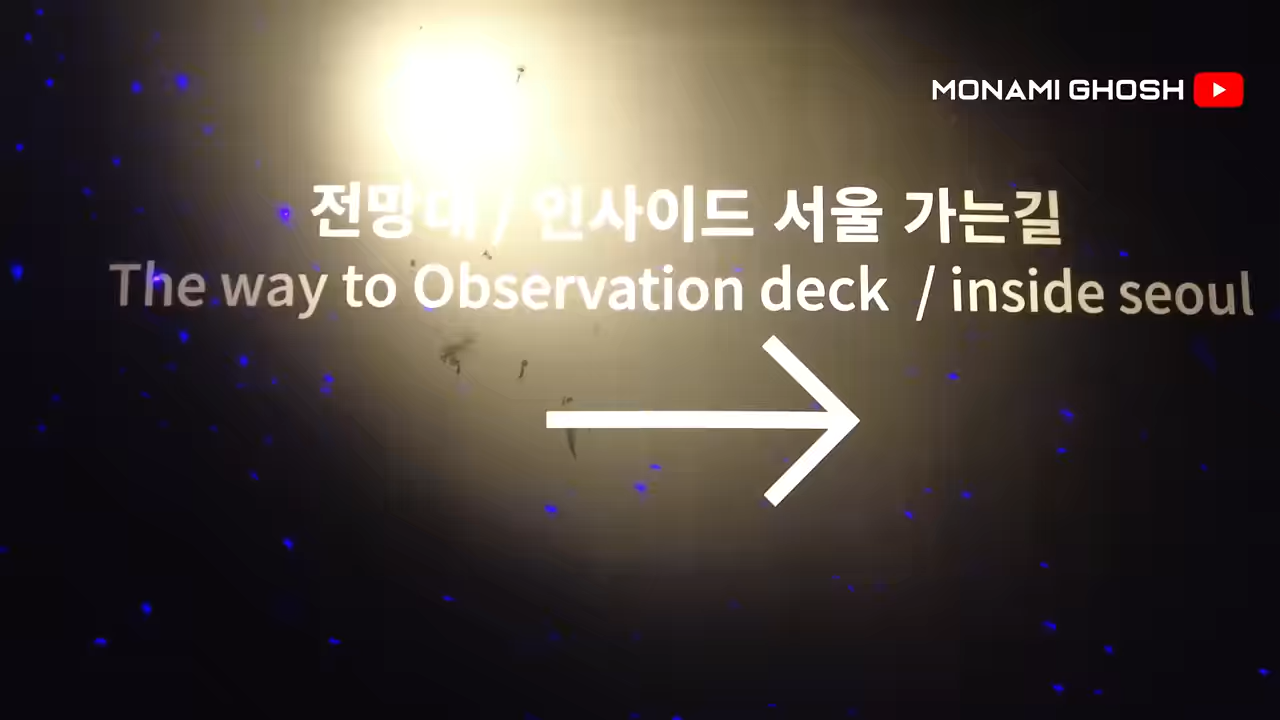 MONAMI GHOSH
전망대 / 인사이드 서울 가는길
The way to Observation deck / inside seoul